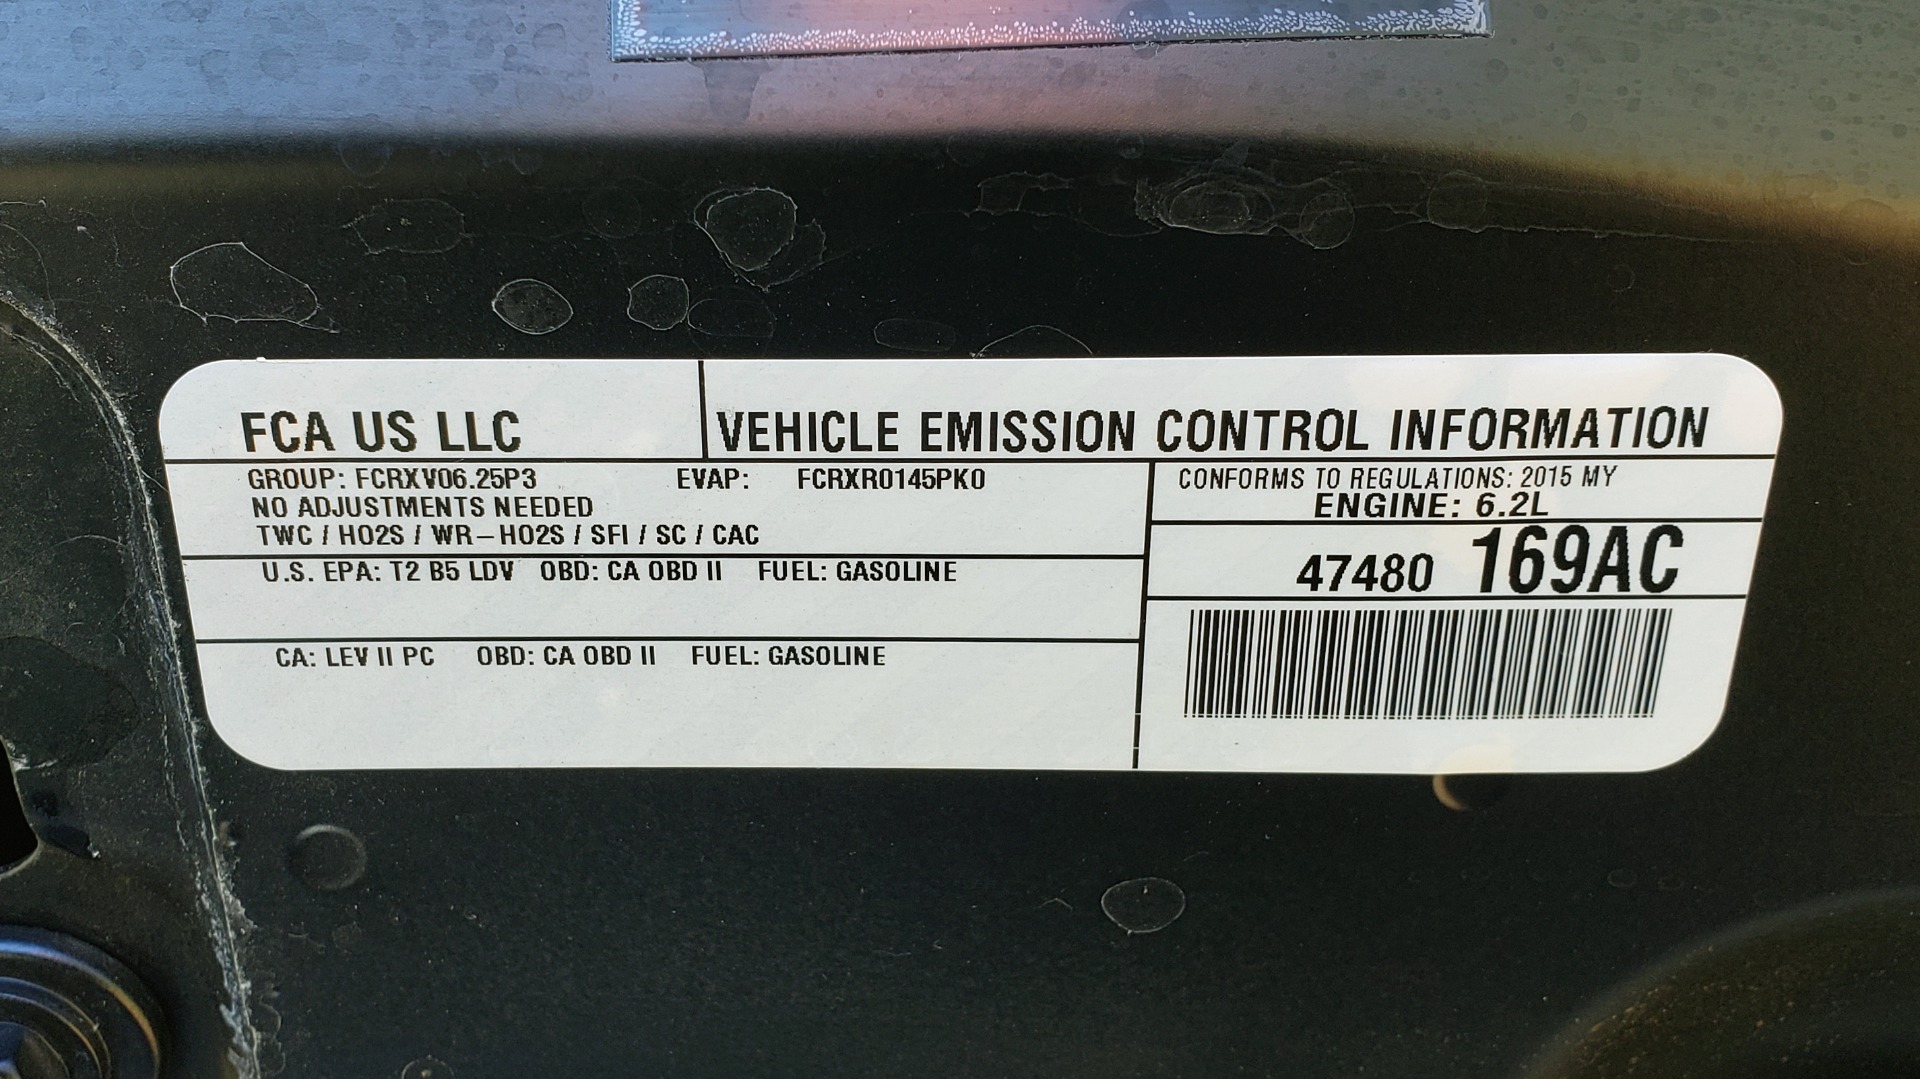 FCA US LLC
VEHICLE EMISSION CONTROL INFORMATION
GROUP: FCRXV06.25P3 EVAP: FCRXR0145PK0
NO ADJUSTMENTS NEEDED
TWC / HO2S / WR-HO2S / SFI / SC / CAC
U.S. EPA: T2 B5 LDV OBD: CA OBD II FUEL: GASOLINE
CA: LEV II PC OBD: CA OBD II FUEL: GASOLINE
CONFORMS TO REGULATIONS: 2015 MY
ENGINE: 6.2L
47480 169AC